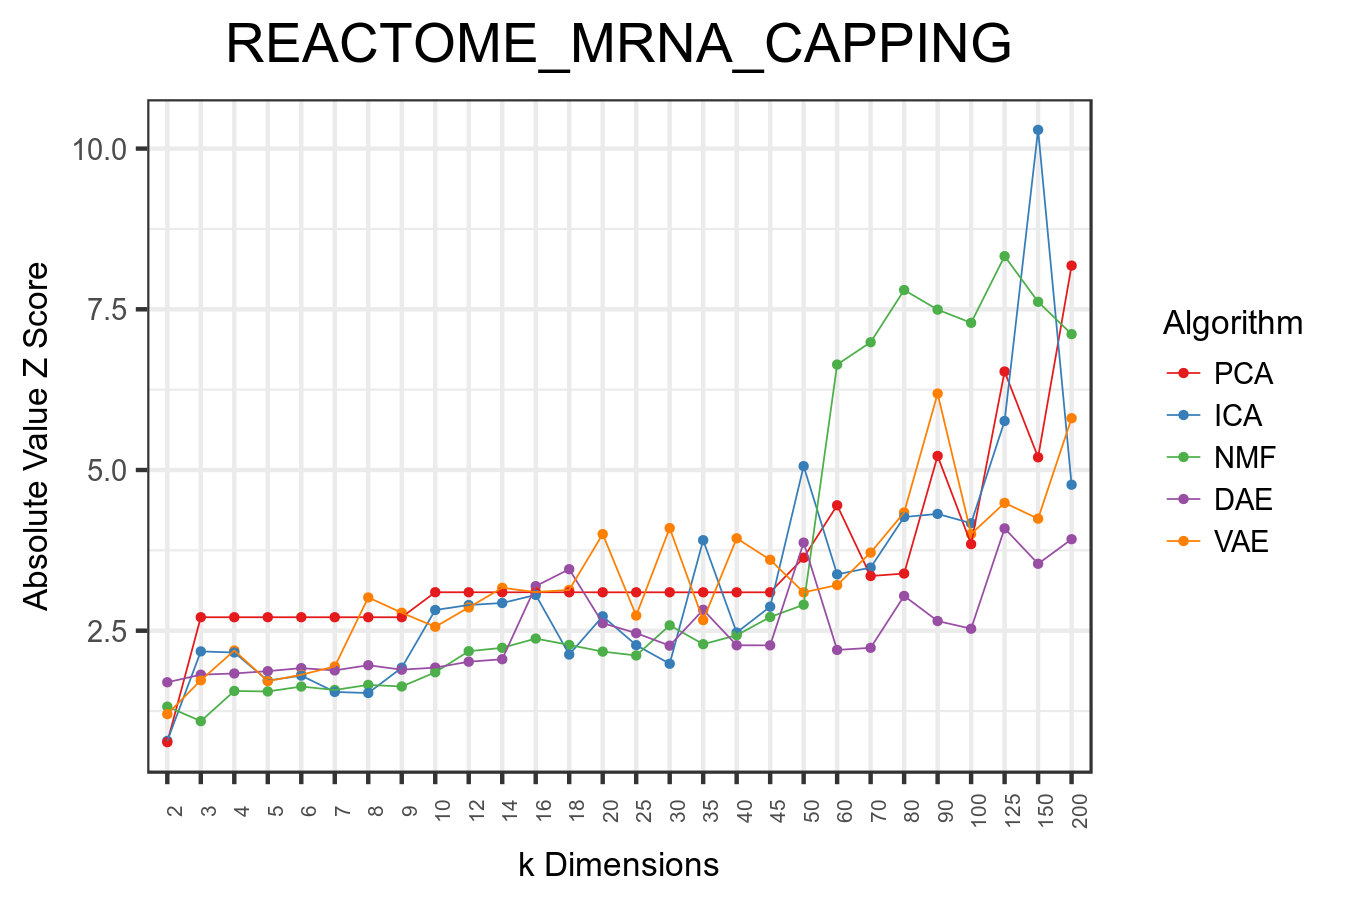 REACTOME_MRNA_CAPPING
Absolute Value Z Score
10.0
7.5
5.0
2.5
2 3 4 5 6 7 8 9 10 12 14 16 18 20 25 30 35 40 45 50 60 70 80 90 100 125 150 200
k Dimensions
Algorithm
PCA
ICA
NMF
DAE
VAE